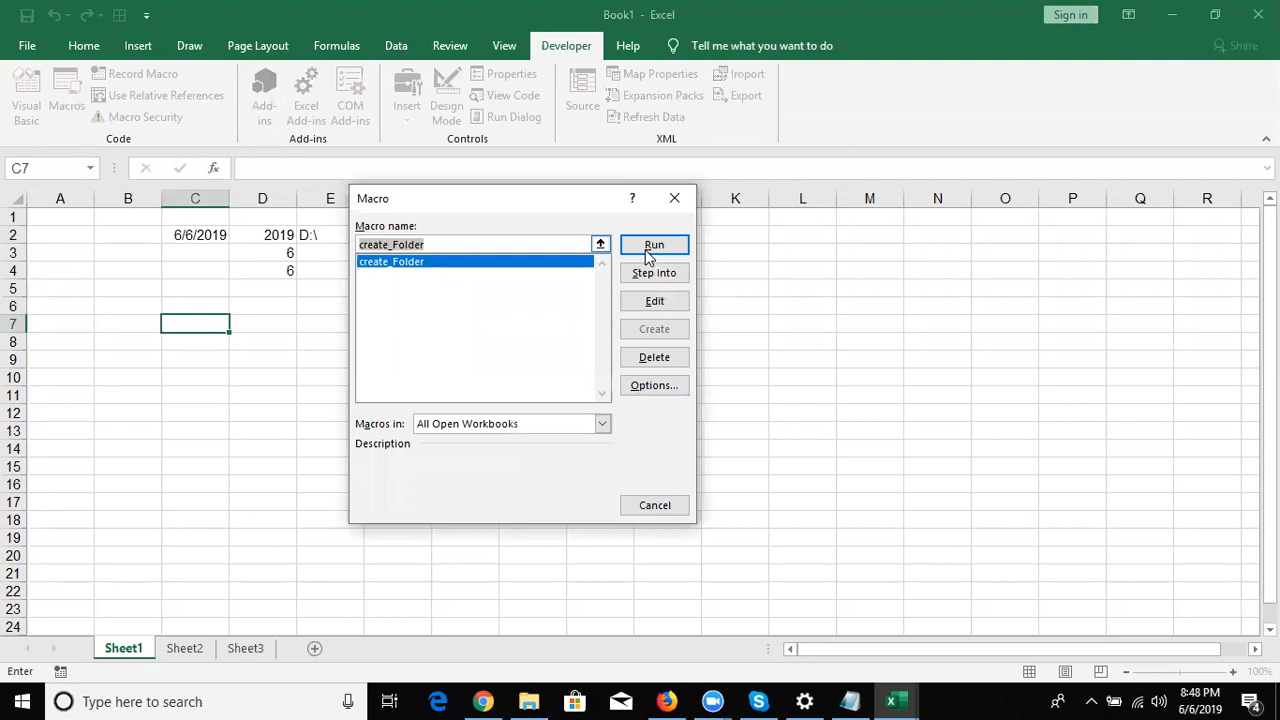 Book1 - Excel
Sign in
File Home Insert Draw Page Layout Formulas Data Review View Developer Help Tell me what you want to do Share
Visual Basic
Macros
Record Macro
Use Relative References
Macro Security
Code
Add-ins
Excel Add-ins
COM Add-ins
Add-ins
Insert
Design Mode
Properties
View Code
Run Dialog
Controls
Source
Map Properties
Expansion Packs
Refresh Data
Import
Export
XML
C7
fx
A B C D E K L M N O P Q R
1
2 6/6/2019 2019 D:\
3 6
4 6
5
6
7
8
9
10
11
12
13
14
15
16
17
18
19
20
21
22
23
24
Macro
?
Macro name:
create_Folder
create_Folder
Run
Step Into
Edit
Create
Delete
Options...
Macros in: All Open Workbooks
Description
Cancel
Sheet1 Sheet2 Sheet3
Enter
100%
Type here to search
8:48 PM
6/6/2019
4